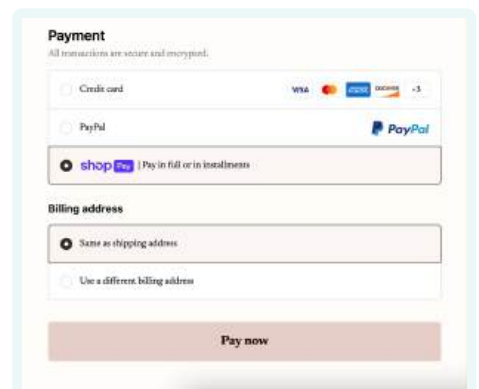 Payment
All transactions are secure and encrypted.
Credit card VISA DISCOVER +3
PayPal PayPal
shop Pay | Pay in full or in installments
Billing address
Same as shipping address
Use a different billing address
Pay now